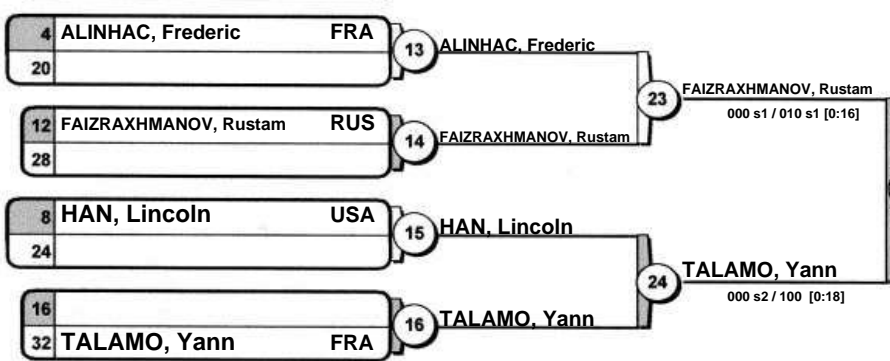 4 ALINHAC, Frederic FRA
20
13 ALINHAC, Frederic
12 FAIZRAXHMANOV, Rustam RUS
28
14 FAIZRAXHMANOV, Rustam
23 FAIZRAXHMANOV, Rustam
000 s1 / 010 s1 [0:16]
8 HAN, Lincoln USA
24
15 HAN, Lincoln
16
32 TALAMO, Yann FRA
16 TALAMO, Yann
24 TALAMO, Yann
000 s2 / 100 [0:18]